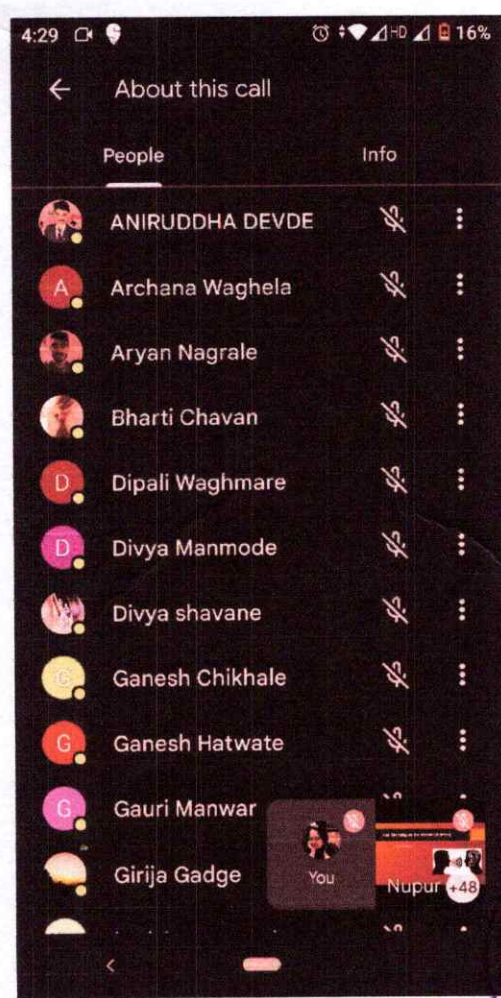 4:29 HD 16%
About this call
People Info
ANIRUDDHA DEVDE
A Archana Waghela
Aryan Nagrale
Bharti Chavan
D Dipali Waghmare
D Divya Manmode
Divya shavane
G Ganesh Chikhale
G Ganesh Hatwate
G Gauri Manwar
Girija Gadge
You Nupur +48